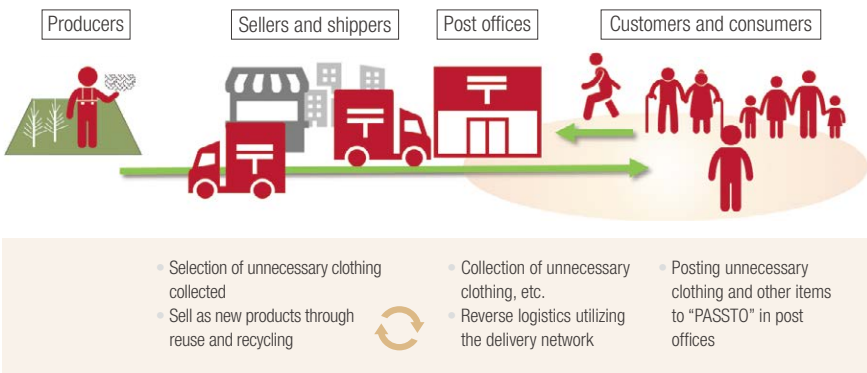 Producers
Sellers and shippers
Post offices
Customers and consumers
• Selection of unnecessary clothing
collected
• Sell as new products through
reuse and recycling
• Collection of unnecessary
clothing, etc.
• Reverse logistics utilizing
the delivery network
• Posting unnecessary
clothing and other items
to “PASSTO” in post
offices